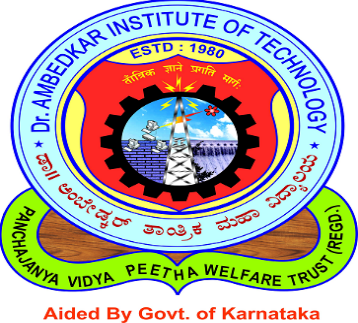 Dr. AMBEDKAR INSTITUTE OF TECHNOLOGY
ESTD : 1980
तांत्रिक ज्ञाने प्रगति मार्गः
ಡಾ|| ಅಂಬೇಡ್ಕರ್ ತಾಂತ್ರಿಕ ಮಹಾ ವಿದ್ಯಾಲಯ
PANCHAJANYA VIDYA PEETHA WELFARE TRUST (REGD.)
Aided By Govt. of Karnataka